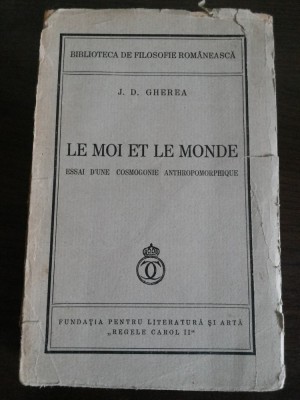 BIBLIOTECA DE FILOSOFIE ROMÂNEASCĂ
J. D. GHEREA
LE MOI ET LE MONDE
ESSAI D'UNE COSMOGONIE ANTHROPOMORPHIQUE
FUNDAȚIA PENTRU LITERATURĂ ȘI ARTĂ
„REGELE CAROL II"